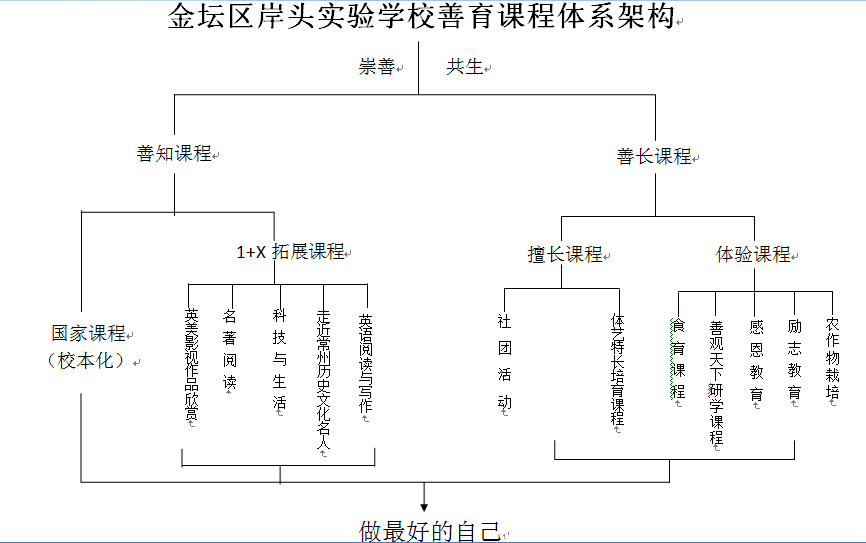 金坛区岸头实验学校善育课程体系架构
崇善 共生
善知课程
善长课程
1+X 拓展课程
擅长课程
体验课程
国家课程
（校本化）
英美影视作品欣赏
名著阅读
科技与生活
走近常州历史文化名人
英语阅读与写作
社团活动
体艺特长培育课程
食育课程
善观天下研学课程
感恩教育
励志教育
农作物栽培
做最好的自己